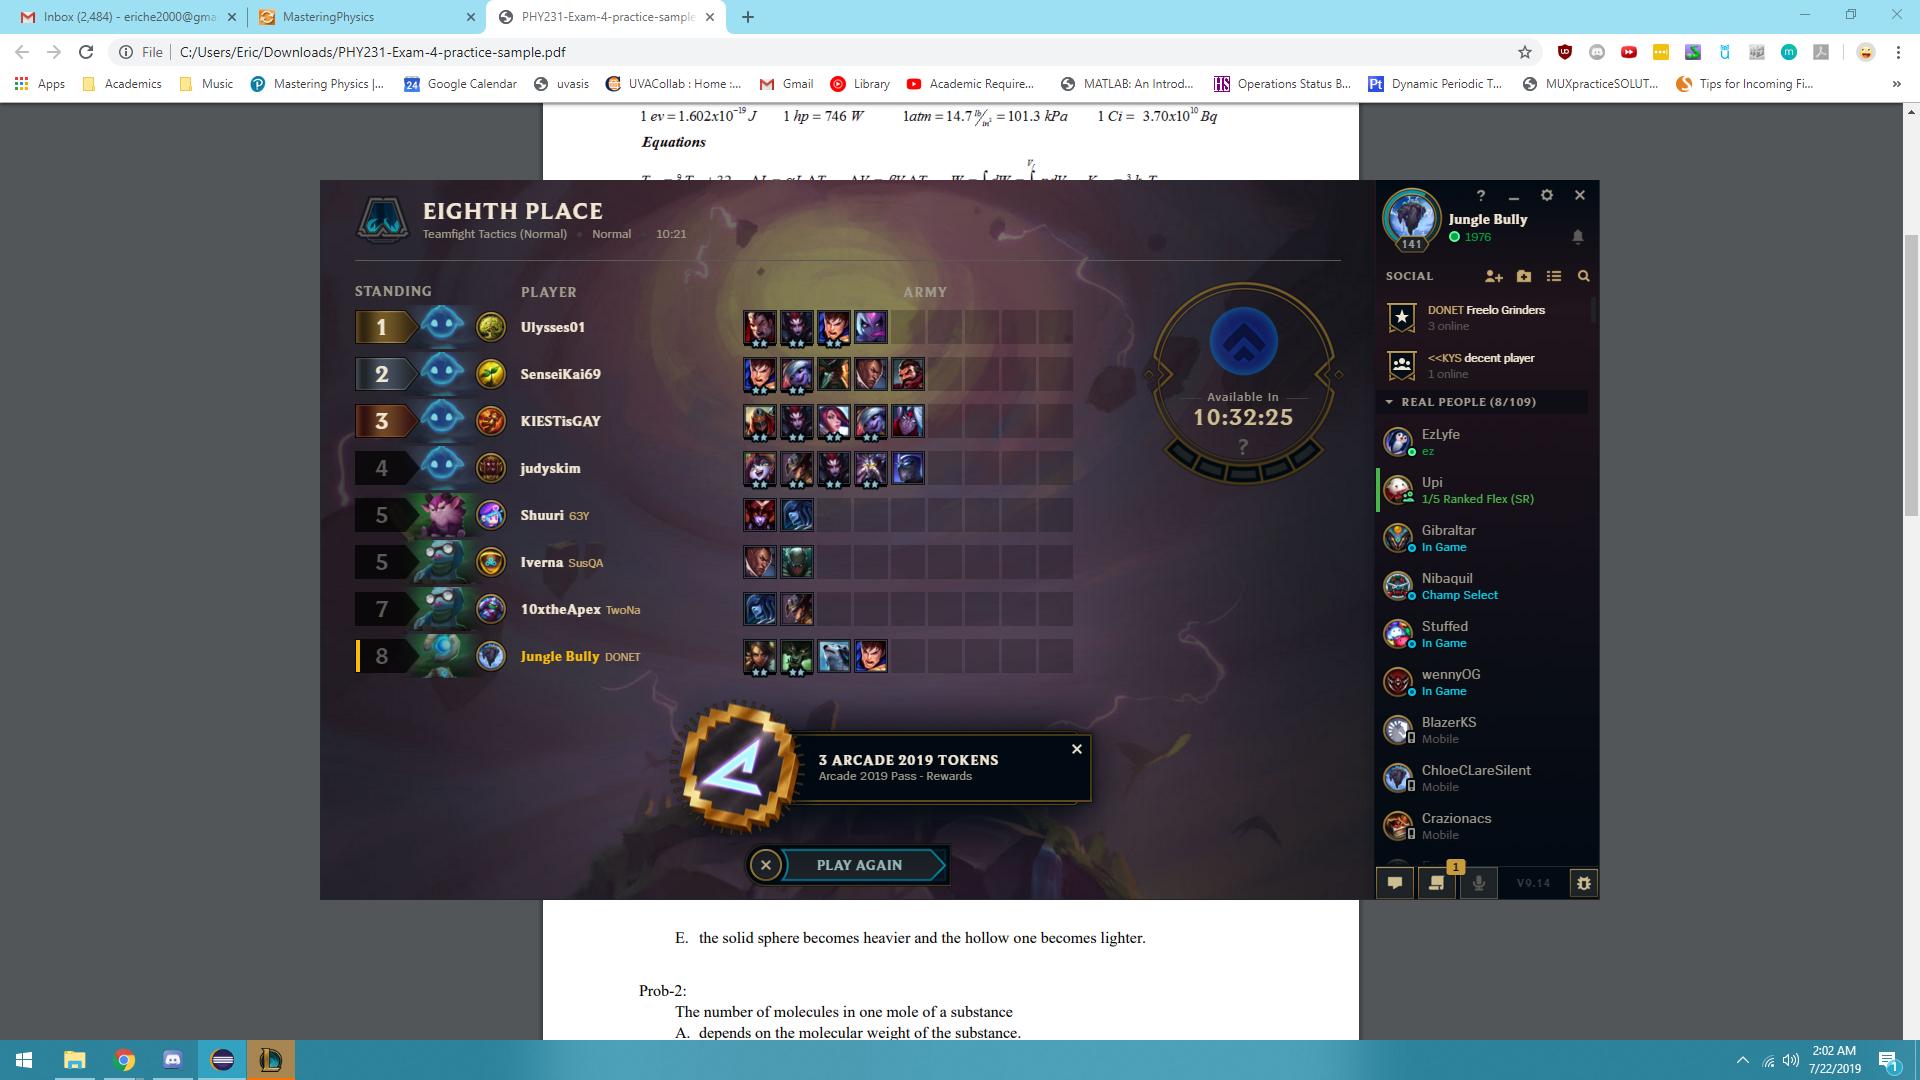 Inbox (2,484) - eriche2000@gma
MasteringPhysics
PHY231-Exam-4-practice-sample
File
C:/Users/Eric/Downloads/PHY231-Exam-4-practice-sample.pdf
Apps
Academics
Music
Mastering Physics |...
Google Calendar
uvasis
UVACollab : Home :...
Gmail
Library
Academic Require...
MATLAB: An Introd...
Operations Status B...
Dynamic Periodic T...
MUXpracticeSOLUT...
Tips for Incoming Fi...
1 ev = 1.602x10^-19 J 1 hp = 746 W 1atm = 14.7 lb/in² = 101.3 kPa 1 Ci = 3.70x10^10 Bq
Equations
EIGHTH PLACE
Teamfight Tactics (Normal) • Normal • 10:21
STANDING PLAYER ARMY
1 Ulysses01
2 SenseiKai69
3 KIESTisGAY
4 judyskim
5 Shuuri 63Y
5 Iverna SusQA
7 10xtheApex TwoNa
8 Jungle Bully DONET
Available In
10:32:25
?
3 ARCADE 2019 TOKENS
Arcade 2019 Pass - Rewards
PLAY AGAIN
?
Jungle Bully
1976
141
SOCIAL
DONET Freelo Grinders
3 online
<<KYS decent player
1 online
REAL PEOPLE (8/109)
EzLyfe
ez
Upi
1/5 Ranked Flex (SR)
Gibraltar
In Game
Nibaquil
Champ Select
Stuffed
In Game
wennyOG
In Game
BlazerKS
Mobile
ChloeCLareSilent
Mobile
Crazionacs
Mobile
1
V9.14
E. the solid sphere becomes heavier and the hollow one becomes lighter.
Prob-2:
The number of molecules in one mole of a substance
A. depends on the molecular weight of the substance.
2:02 AM
7/22/2019
1